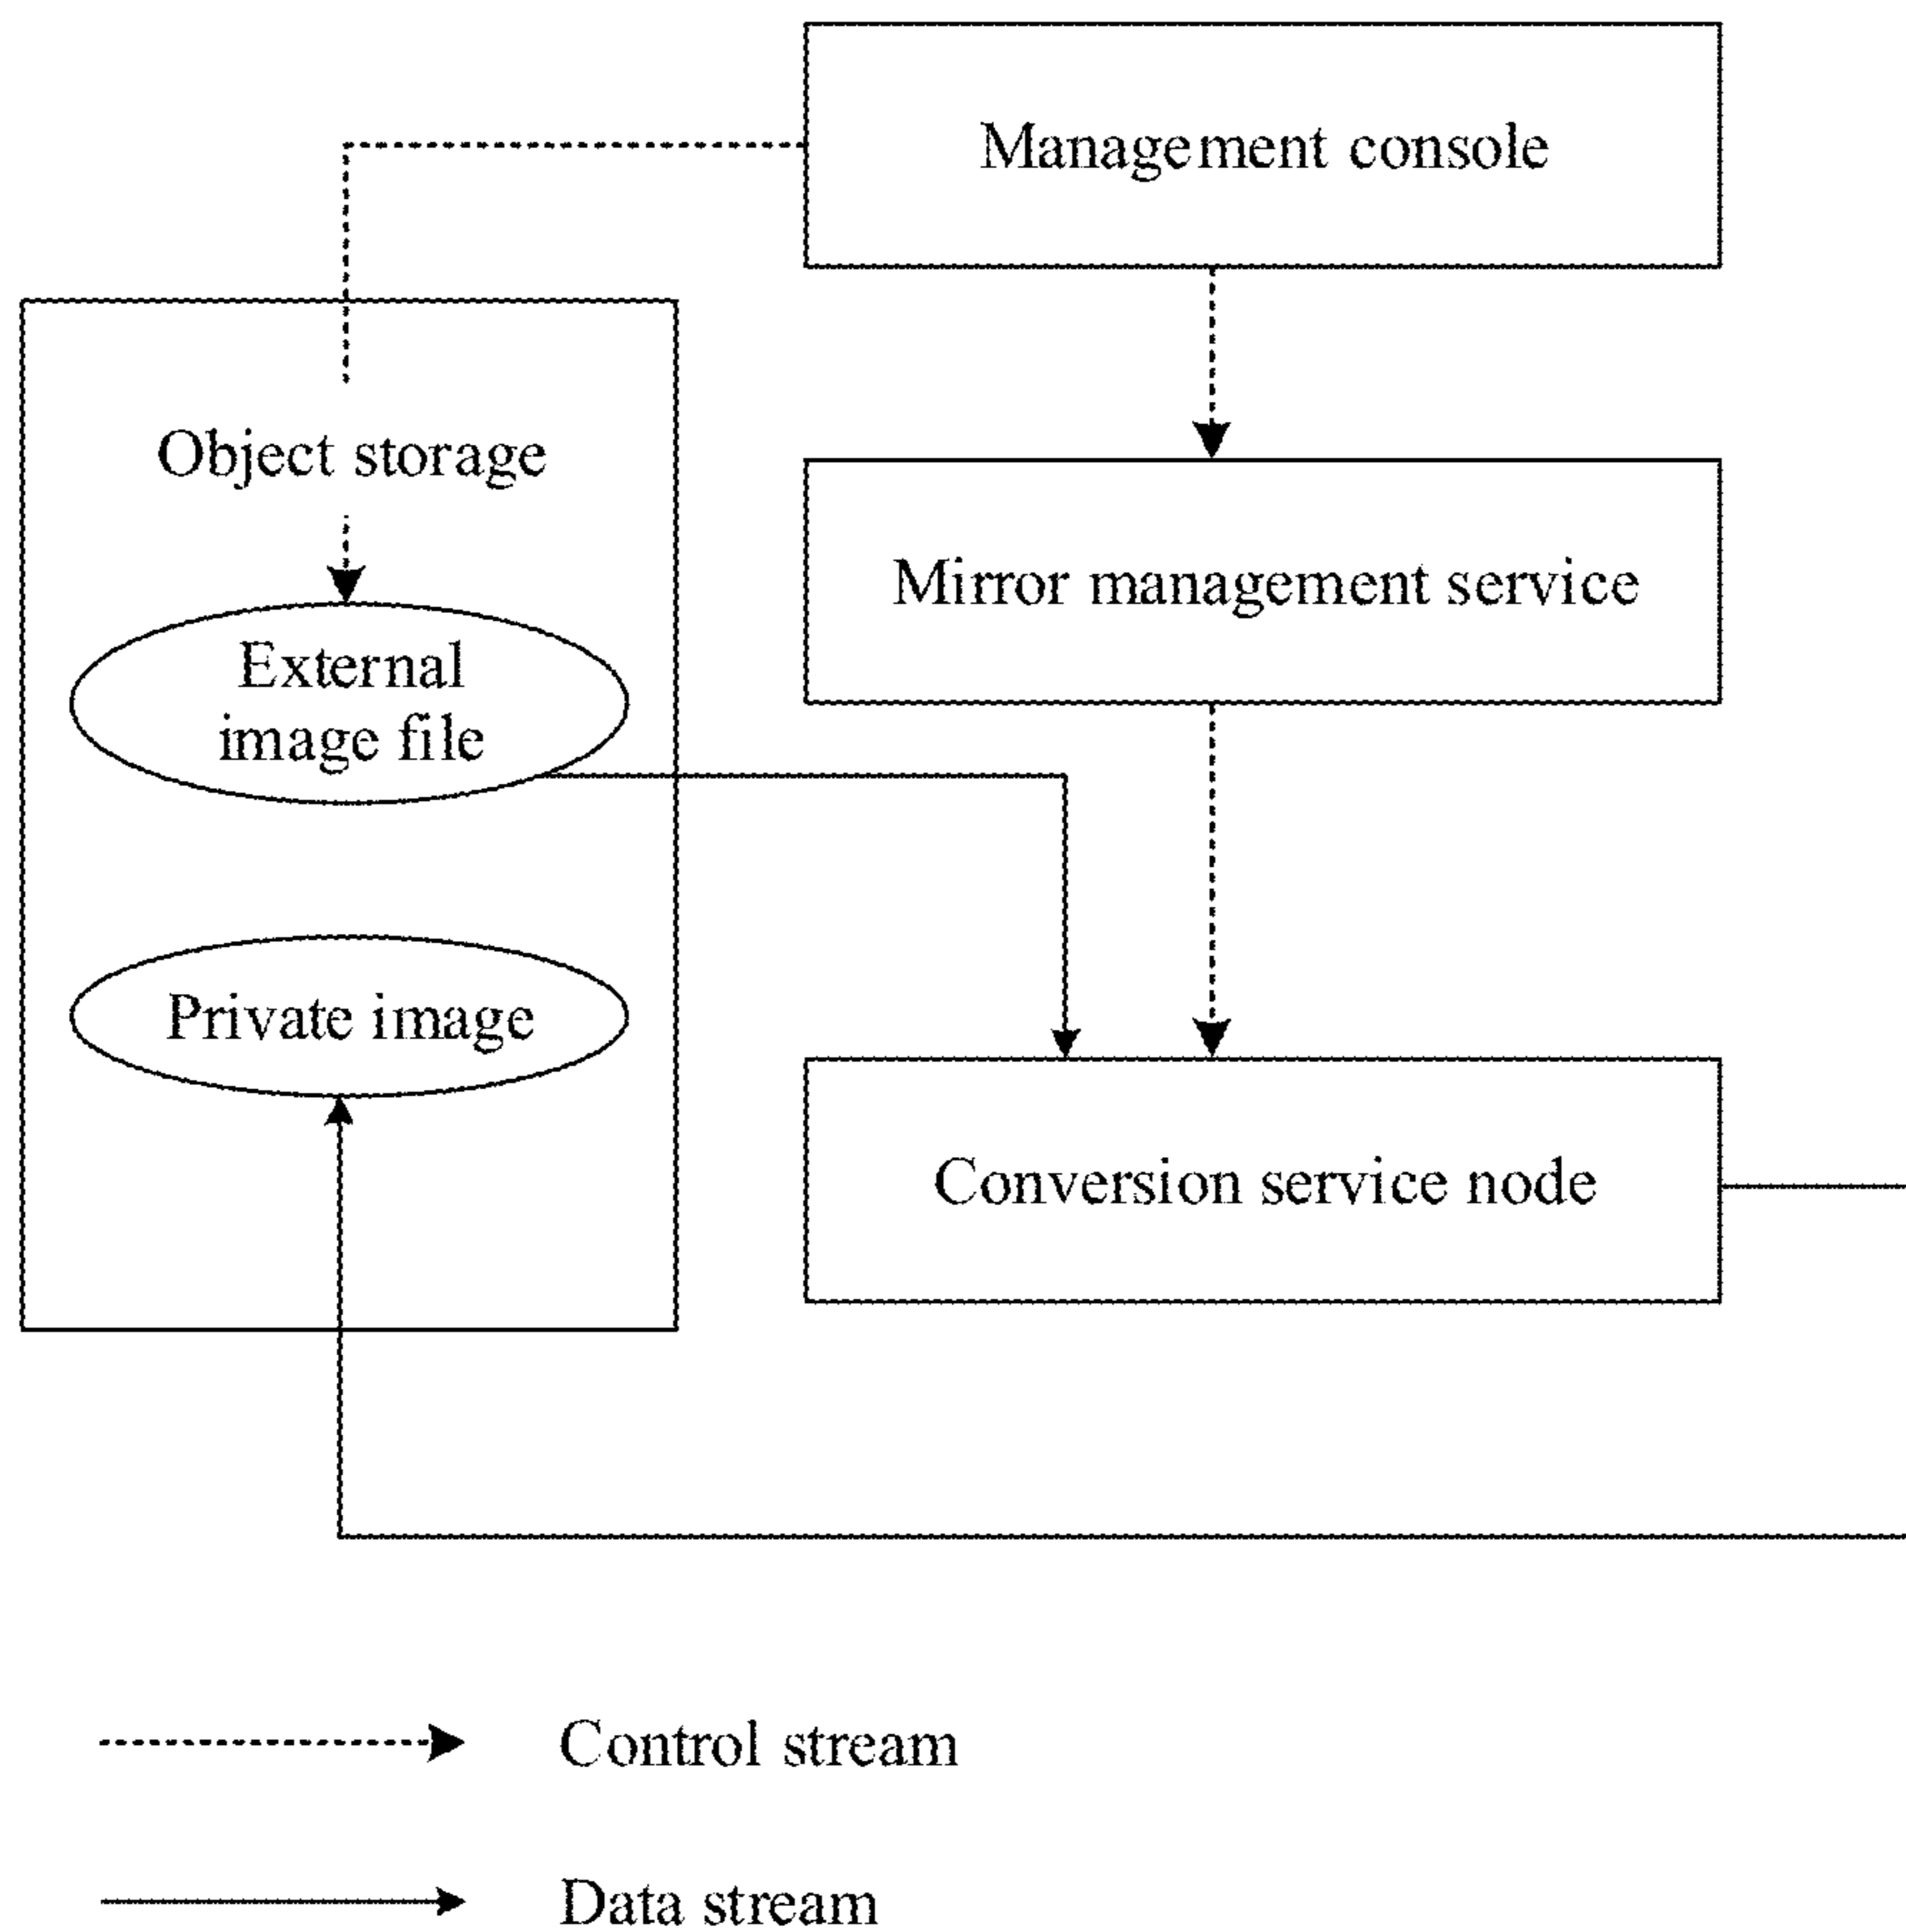 Management console
Object storage
Mirror management service
External
image file
Private image
Conversion service node
Control stream
Data stream